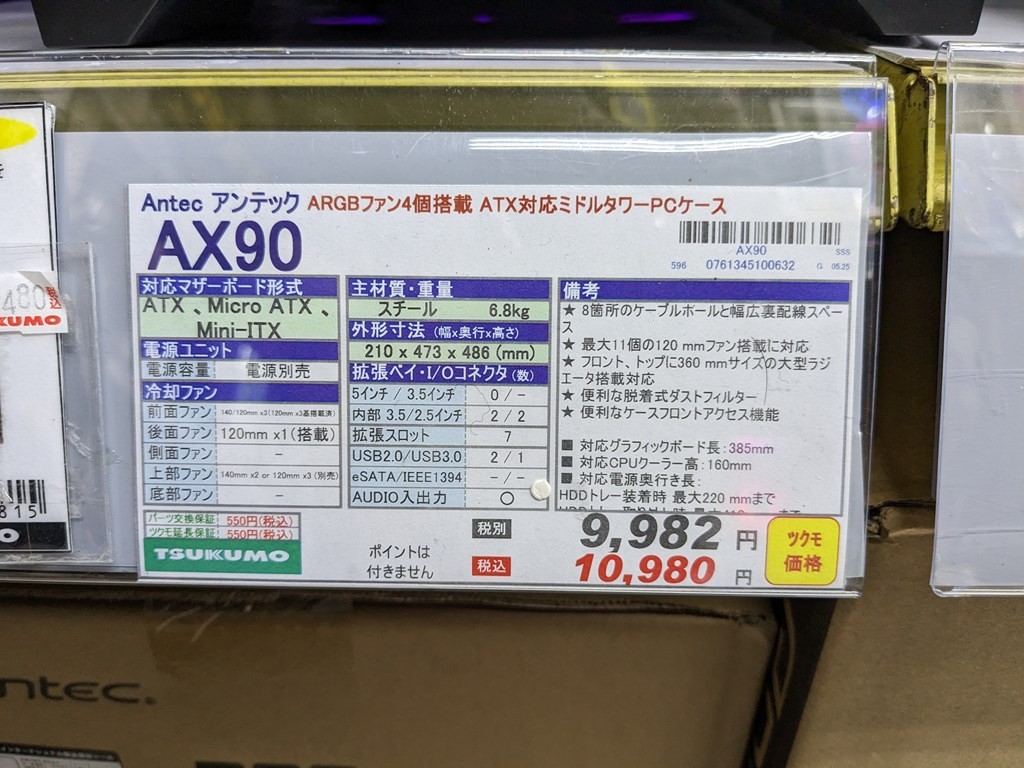 Antec アンテック ARGBファン4個搭載 ATX対応ミドルタワーPCケース
AX90
AX90 SSS
596 0761345100632 G 05.25
対応マザーボード形式
ATX 、Micro ATX 、
Mini-ITX
電源ユニット
電源容量 電源別売
冷却ファン
前面ファン 140/120mm x3(120mm x3基搭載済)
後面ファン 120mm x1(搭載)
側面ファン -
上部ファン 140mm x2 or 120mm x3(別売)
底部ファン -
主材質・重量
スチール 6.8kg
外形寸法 (幅x奥行x高さ)
210 x 473 x 486 (mm)
拡張ベイ・I/Oコネクタ(数)
5インチ / 3.5インチ 0 / -
内部 3.5/2.5インチ 2 / 2
拡張スロット 7
USB2.0/USB3.0 2 / 1
eSATA/IEEE1394 - / -
AUDIO入出力 ○
備考
★ 8箇所のケーブルホールと幅広裏配線スペー
ス
★ 最大11個の120 mmファン搭載に対応
★ フロント、トップに360 mmサイズの大型ラジ
エータ搭載対応
★ 便利な脱着式ダストフィルター
★ 便利なケースフロントアクセス機能
■ 対応グラフィックボード長：385mm
■ 対応CPUクーラー高：160mm
■ 対応電源奥行き長：
HDDトレー装着時 最大220 mmまで
パーツ交換保証 550円(税込)
ツクモ延長保証 550円(税込)
TSUKUMO
ポイントは
付きません
税別 9,982 円
税込 10,980 円
ツクモ
価格
480 税込
KUMO
815
ntec.